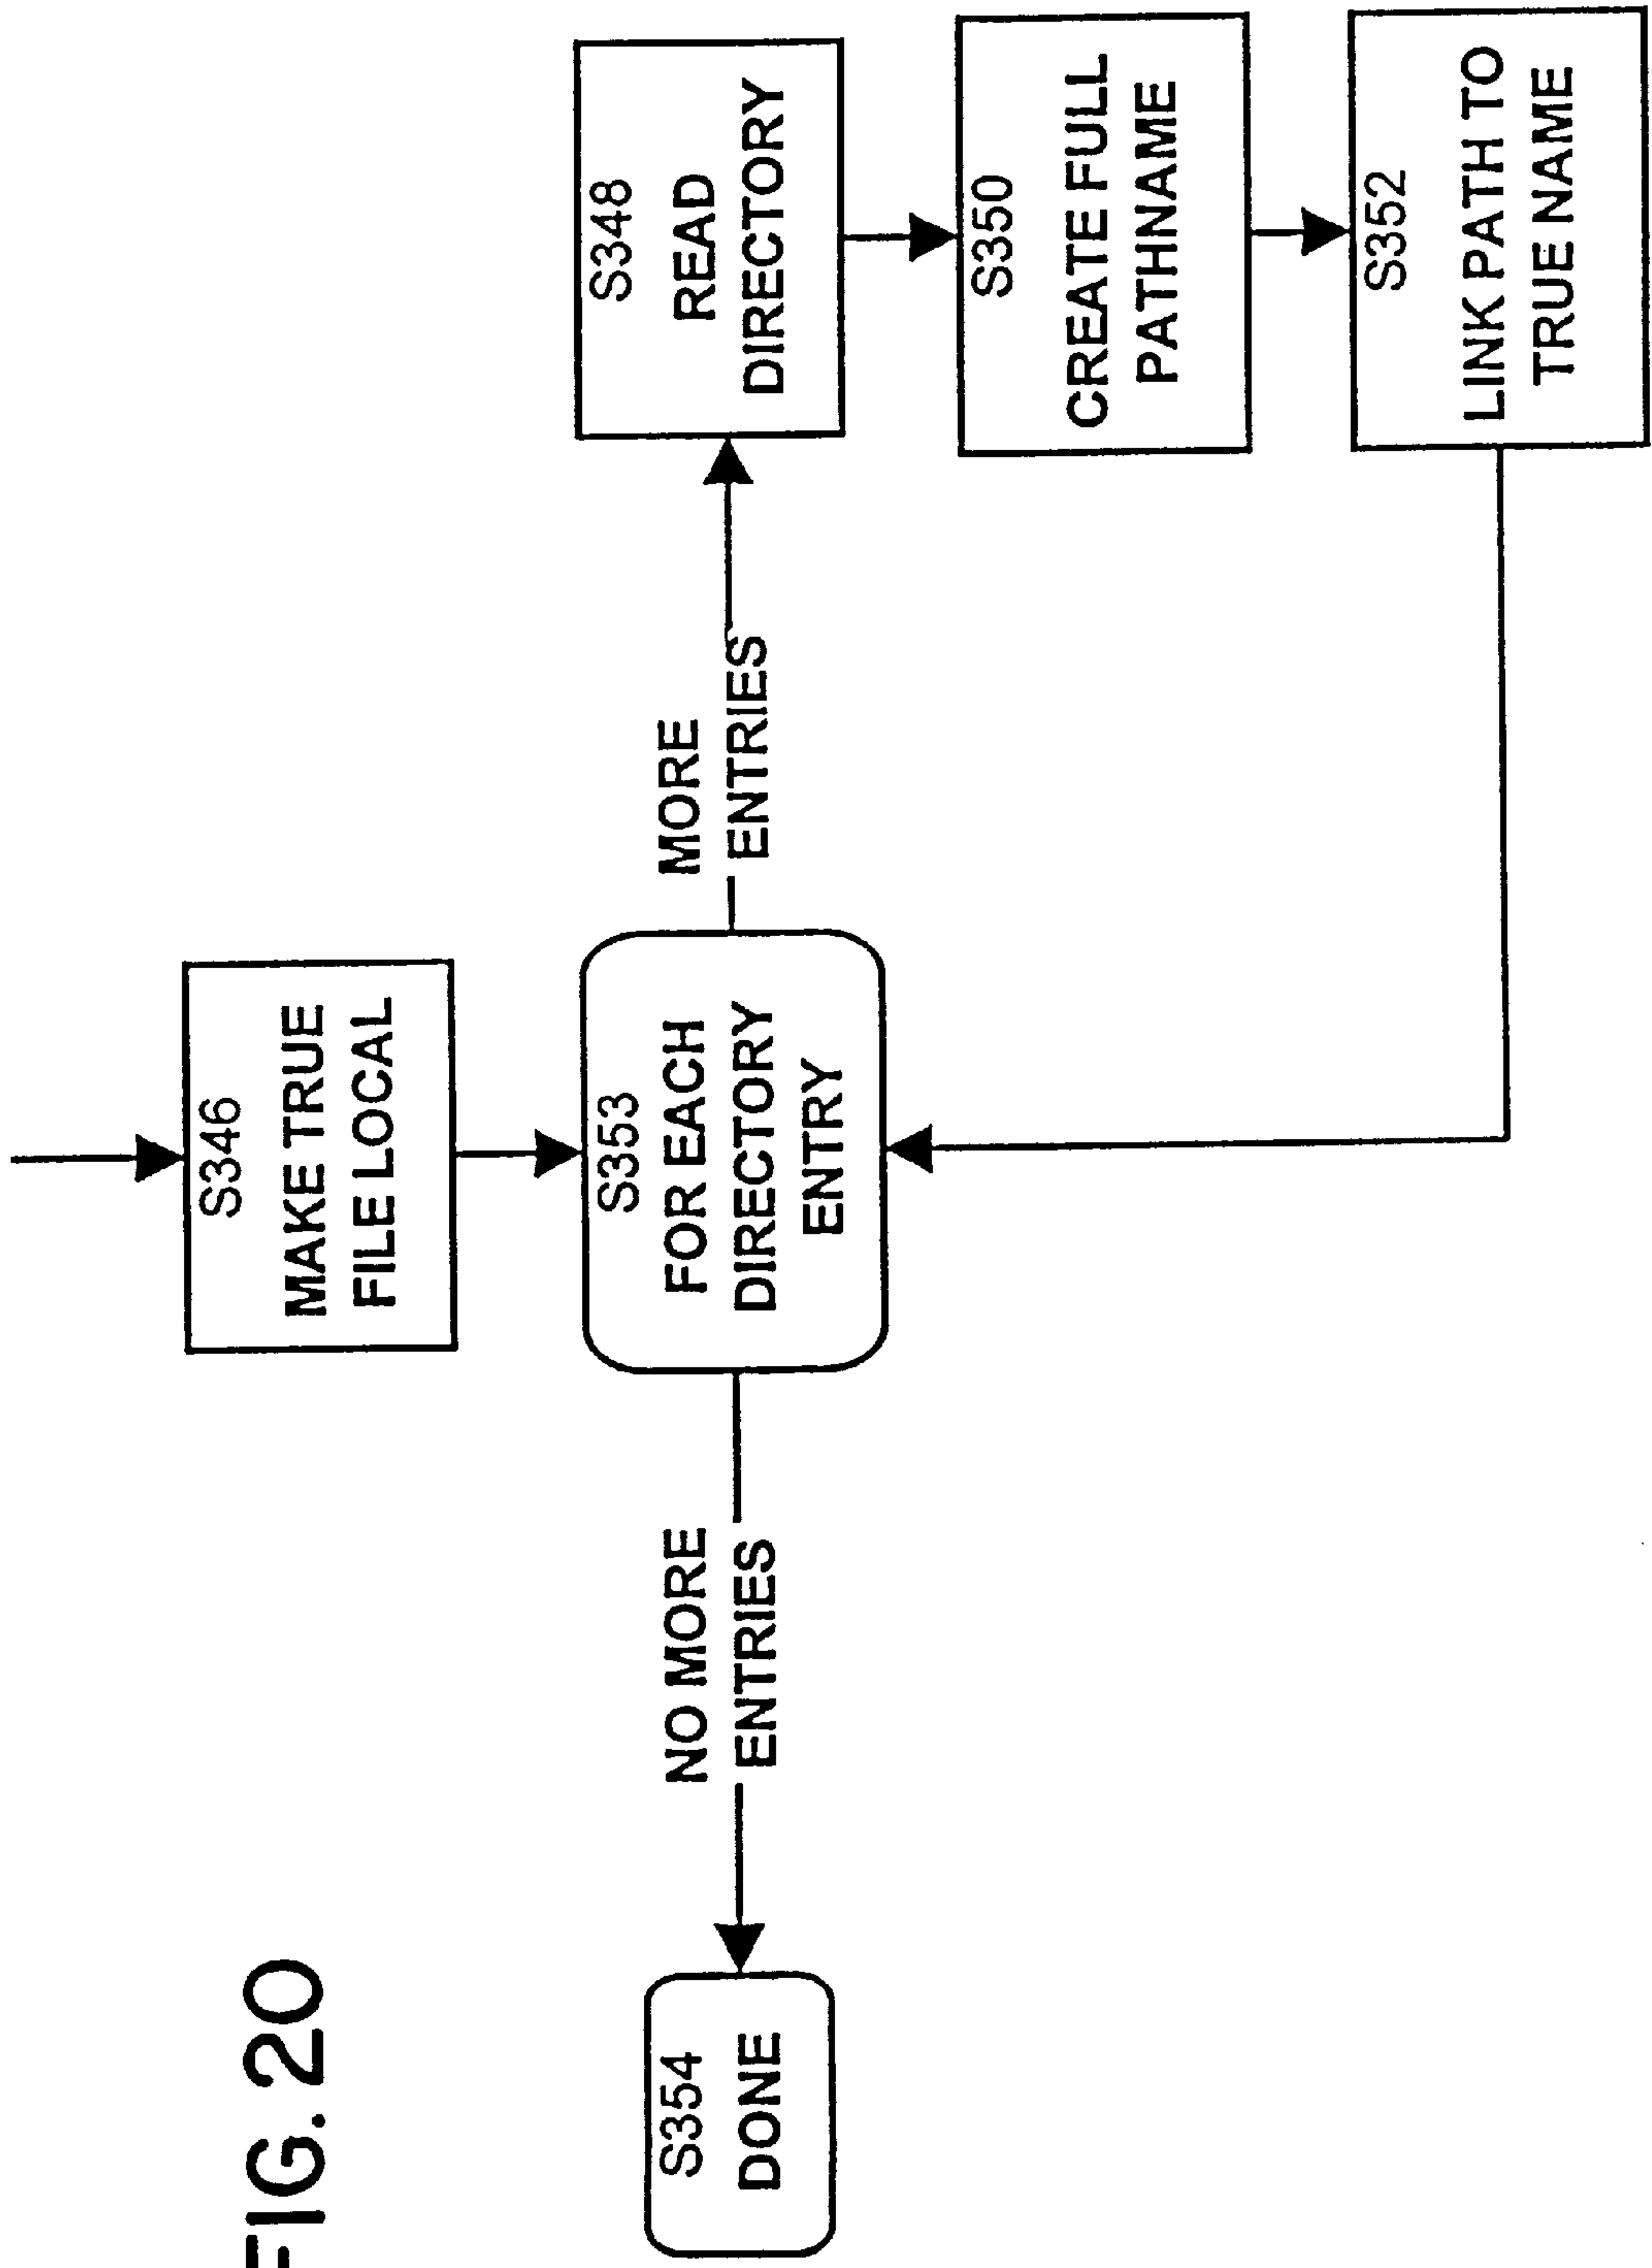 FIG. 20
S346
MAKE TRUE
FILE LOCAL
S353
FOR EACH
DIRECTORY
ENTRY
NO MORE
ENTRIES
S354
DONE
MORE
ENTRIES
S348
READ
DIRECTORY
S350
CREATE FULL
PATHNAME
S352
LINK PATH TO
TRUE NAME